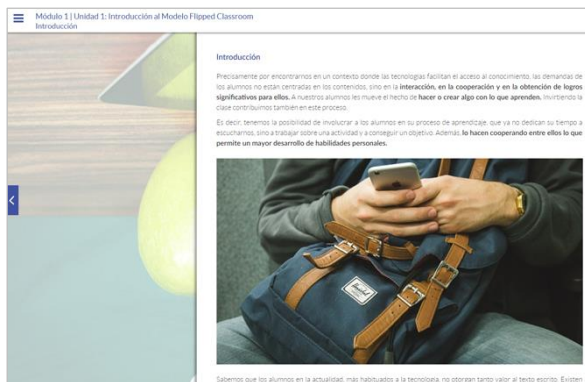 Módulo 1 | Unidad 1: Introducción al Modelo Flipped Classroom
Introducción
Introducción
Precisamente por encontrarnos en un contexto donde las tecnologías facilitan el acceso al conocimiento, las demandas de
los alumnos no están centradas en los contenidos, sino en la interacción, en la cooperación y en la obtención de logros
significativos para ellos. A nuestros alumnos les mueve el hecho de hacer o crear algo con lo que aprenden. Invirtiendo la
clase contribuimos también en este proceso.
Es decir, tenemos la posibilidad de involucrar a los alumnos en su proceso de aprendizaje, que ya no dedican su tiempo a
escucharnos, sino a trabajar sobre una actividad y a conseguir un objetivo. Además, lo hacen cooperando entre ellos lo que
permite un mayor desarrollo de habilidades personales.
Herschel
Sabemos que los alumnos en la actualidad, más habituados a la tecnología, no otorgan tanto valor al texto escrito. Existen